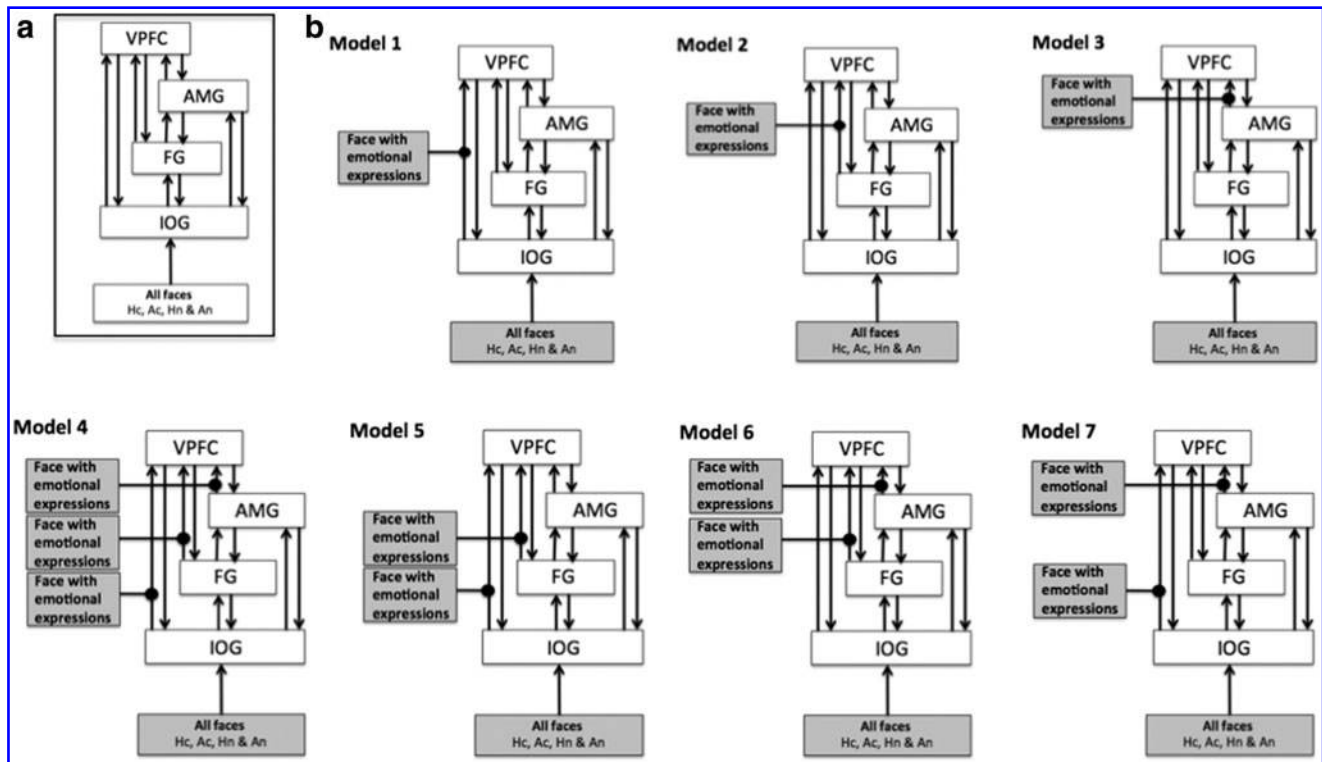 a
VPFC
AMG
FG
IOG
All faces
Hc, Ac, Hn & An
b
Model 1
VPFC
AMG
FG
IOG
Face with
emotional
expressions
All faces
Hc, Ac, Hn & An
Model 2
VPFC
AMG
FG
IOG
Face with
emotional
expressions
All faces
Hc, Ac, Hn & An
Model 3
VPFC
AMG
FG
IOG
Face with
emotional
expressions
All faces
Hc, Ac, Hn & An
Model 4
VPFC
Face with
emotional
expressions
Face with
emotional
expressions
Face with
emotional
expressions
AMG
FG
IOG
All faces
Hc, Ac, Hn & An
Model 5
VPFC
AMG
Face with
emotional
expressions
Face with
emotional
expressions
FG
IOG
All faces
Hc, Ac, Hn & An
Model 6
VPFC
Face with
emotional
expressions
Face with
emotional
expressions
AMG
FG
IOG
All faces
Hc, Ac, Hn & An
Model 7
VPFC
Face with
emotional
expressions
AMG
Face with
emotional
expressions
FG
IOG
All faces
Hc, Ac, Hn & An